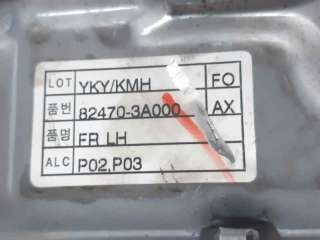 LOT YKY/KMH FO
품번 82470-3A000 AX
품명 FR LH
ALC P02,P03